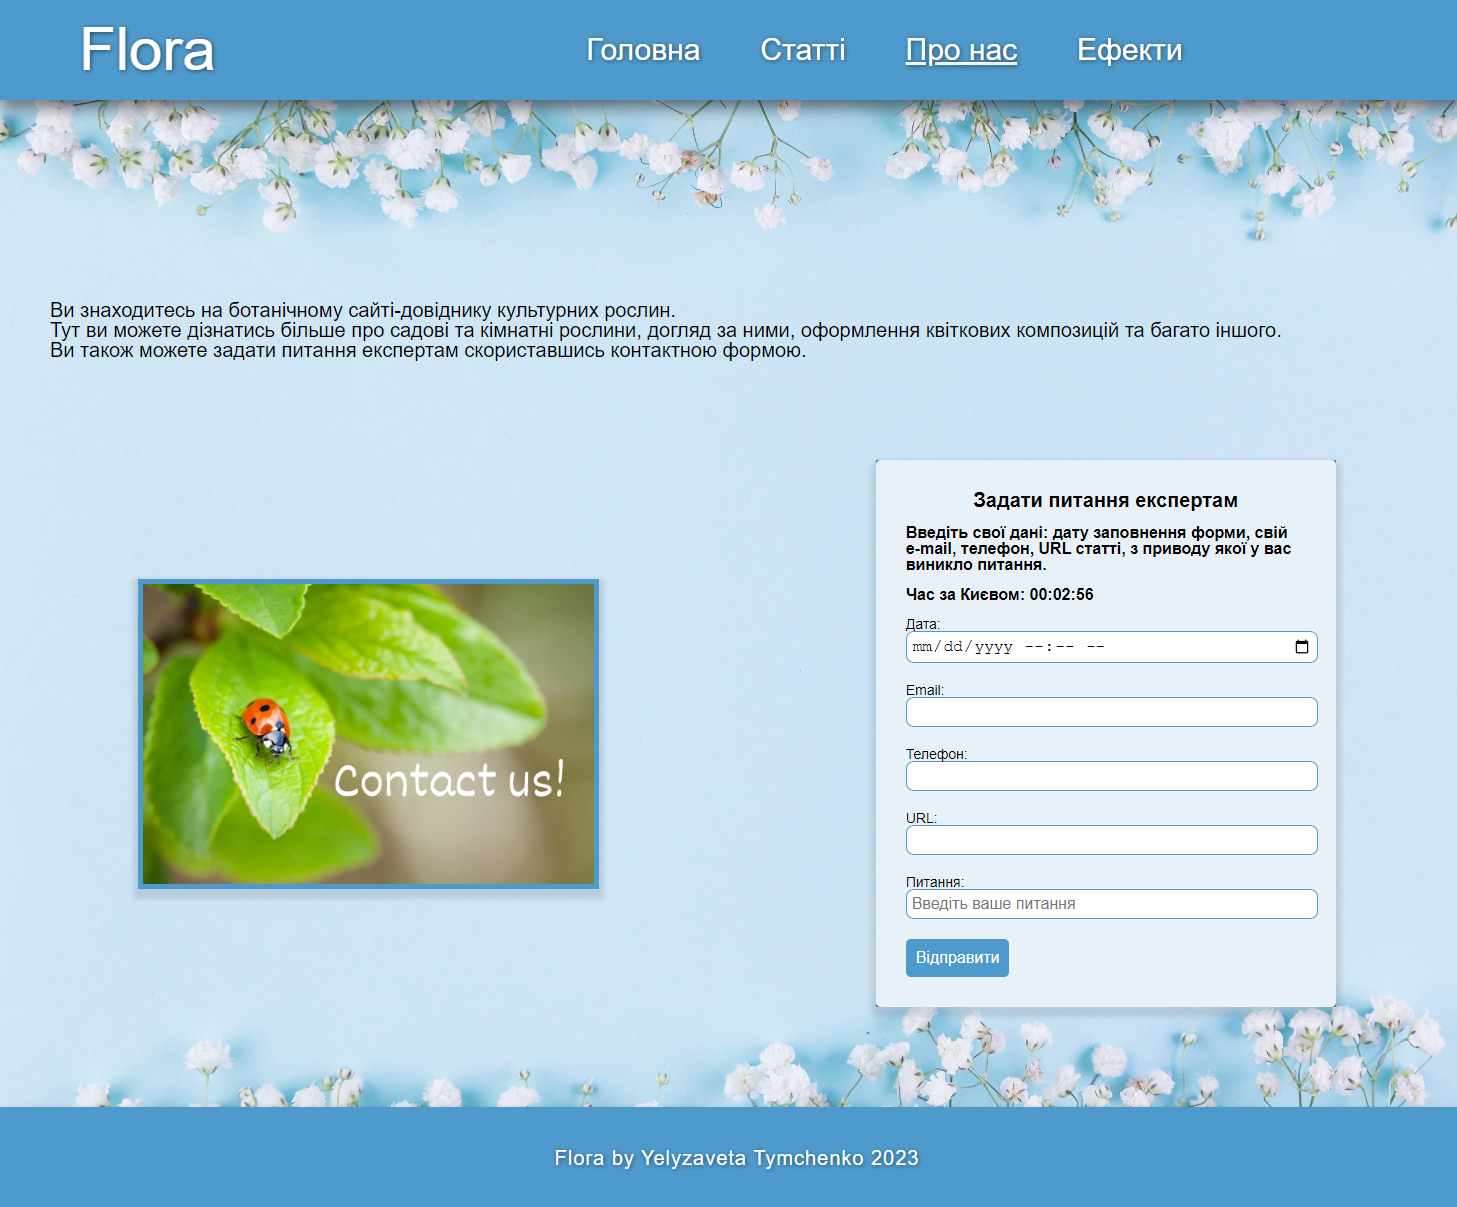 Flora
Головна Статті Про нас Ефекти
Ви знаходитесь на ботанічному сайті-довіднику культурних рослин.
Тут ви можете дізнатись більше про садові та кімнатні рослини, догляд за ними, оформлення квіткових композицій та багато іншого.
Ви також можете задати питання експертам скориставшись контактною формою.
Contact us!
Задати питання експертам
Введіть свої дані: дату заповнення форми, свій
e-mail, телефон, URL статті, з приводу якої у вас
виникло питання.
Час за Києвом: 00:02:56
Дата:
mm/dd/yyyy --:-- --
Email:
Телефон:
URL:
Питання:
Введіть ваше питання
Відправити
Flora by Yelyzaveta Tymchenko 2023